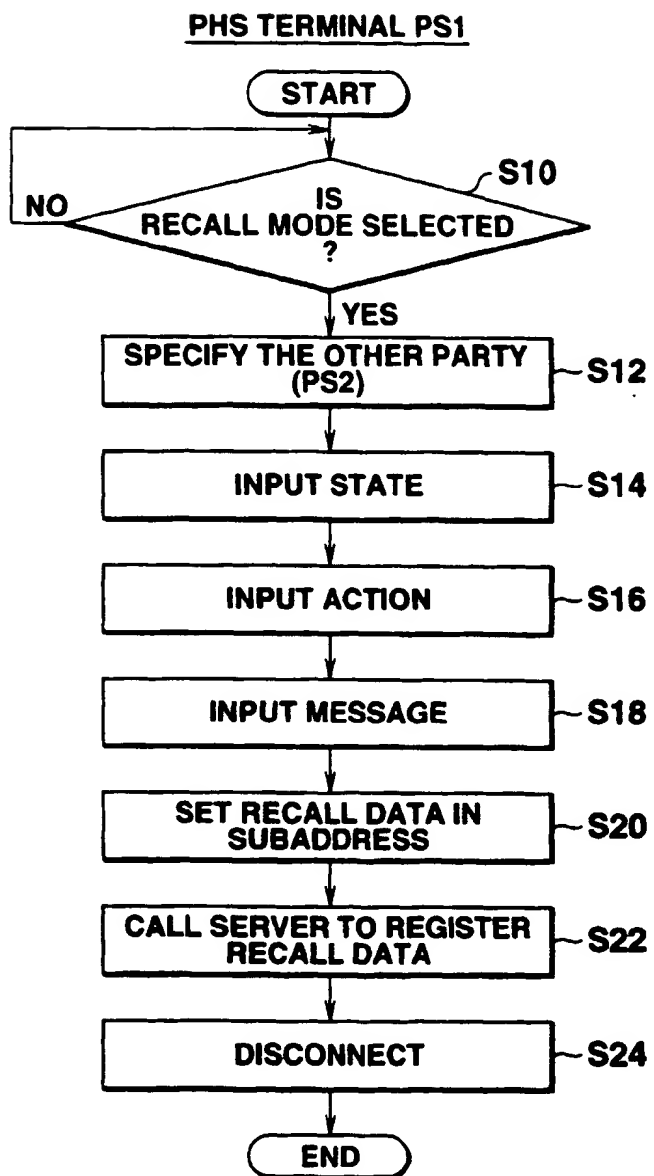 PHS TERMINAL PS1
START
S10
IS
RECALL MODE SELECTED
?
NO
YES
SPECIFY THE OTHER PARTY
(PS2)
S12
INPUT STATE
S14
INPUT ACTION
S16
INPUT MESSAGE
S18
SET RECALL DATA IN
SUBADDRESS
S20
CALL SERVER TO REGISTER
RECALL DATA
S22
DISCONNECT
S24
END